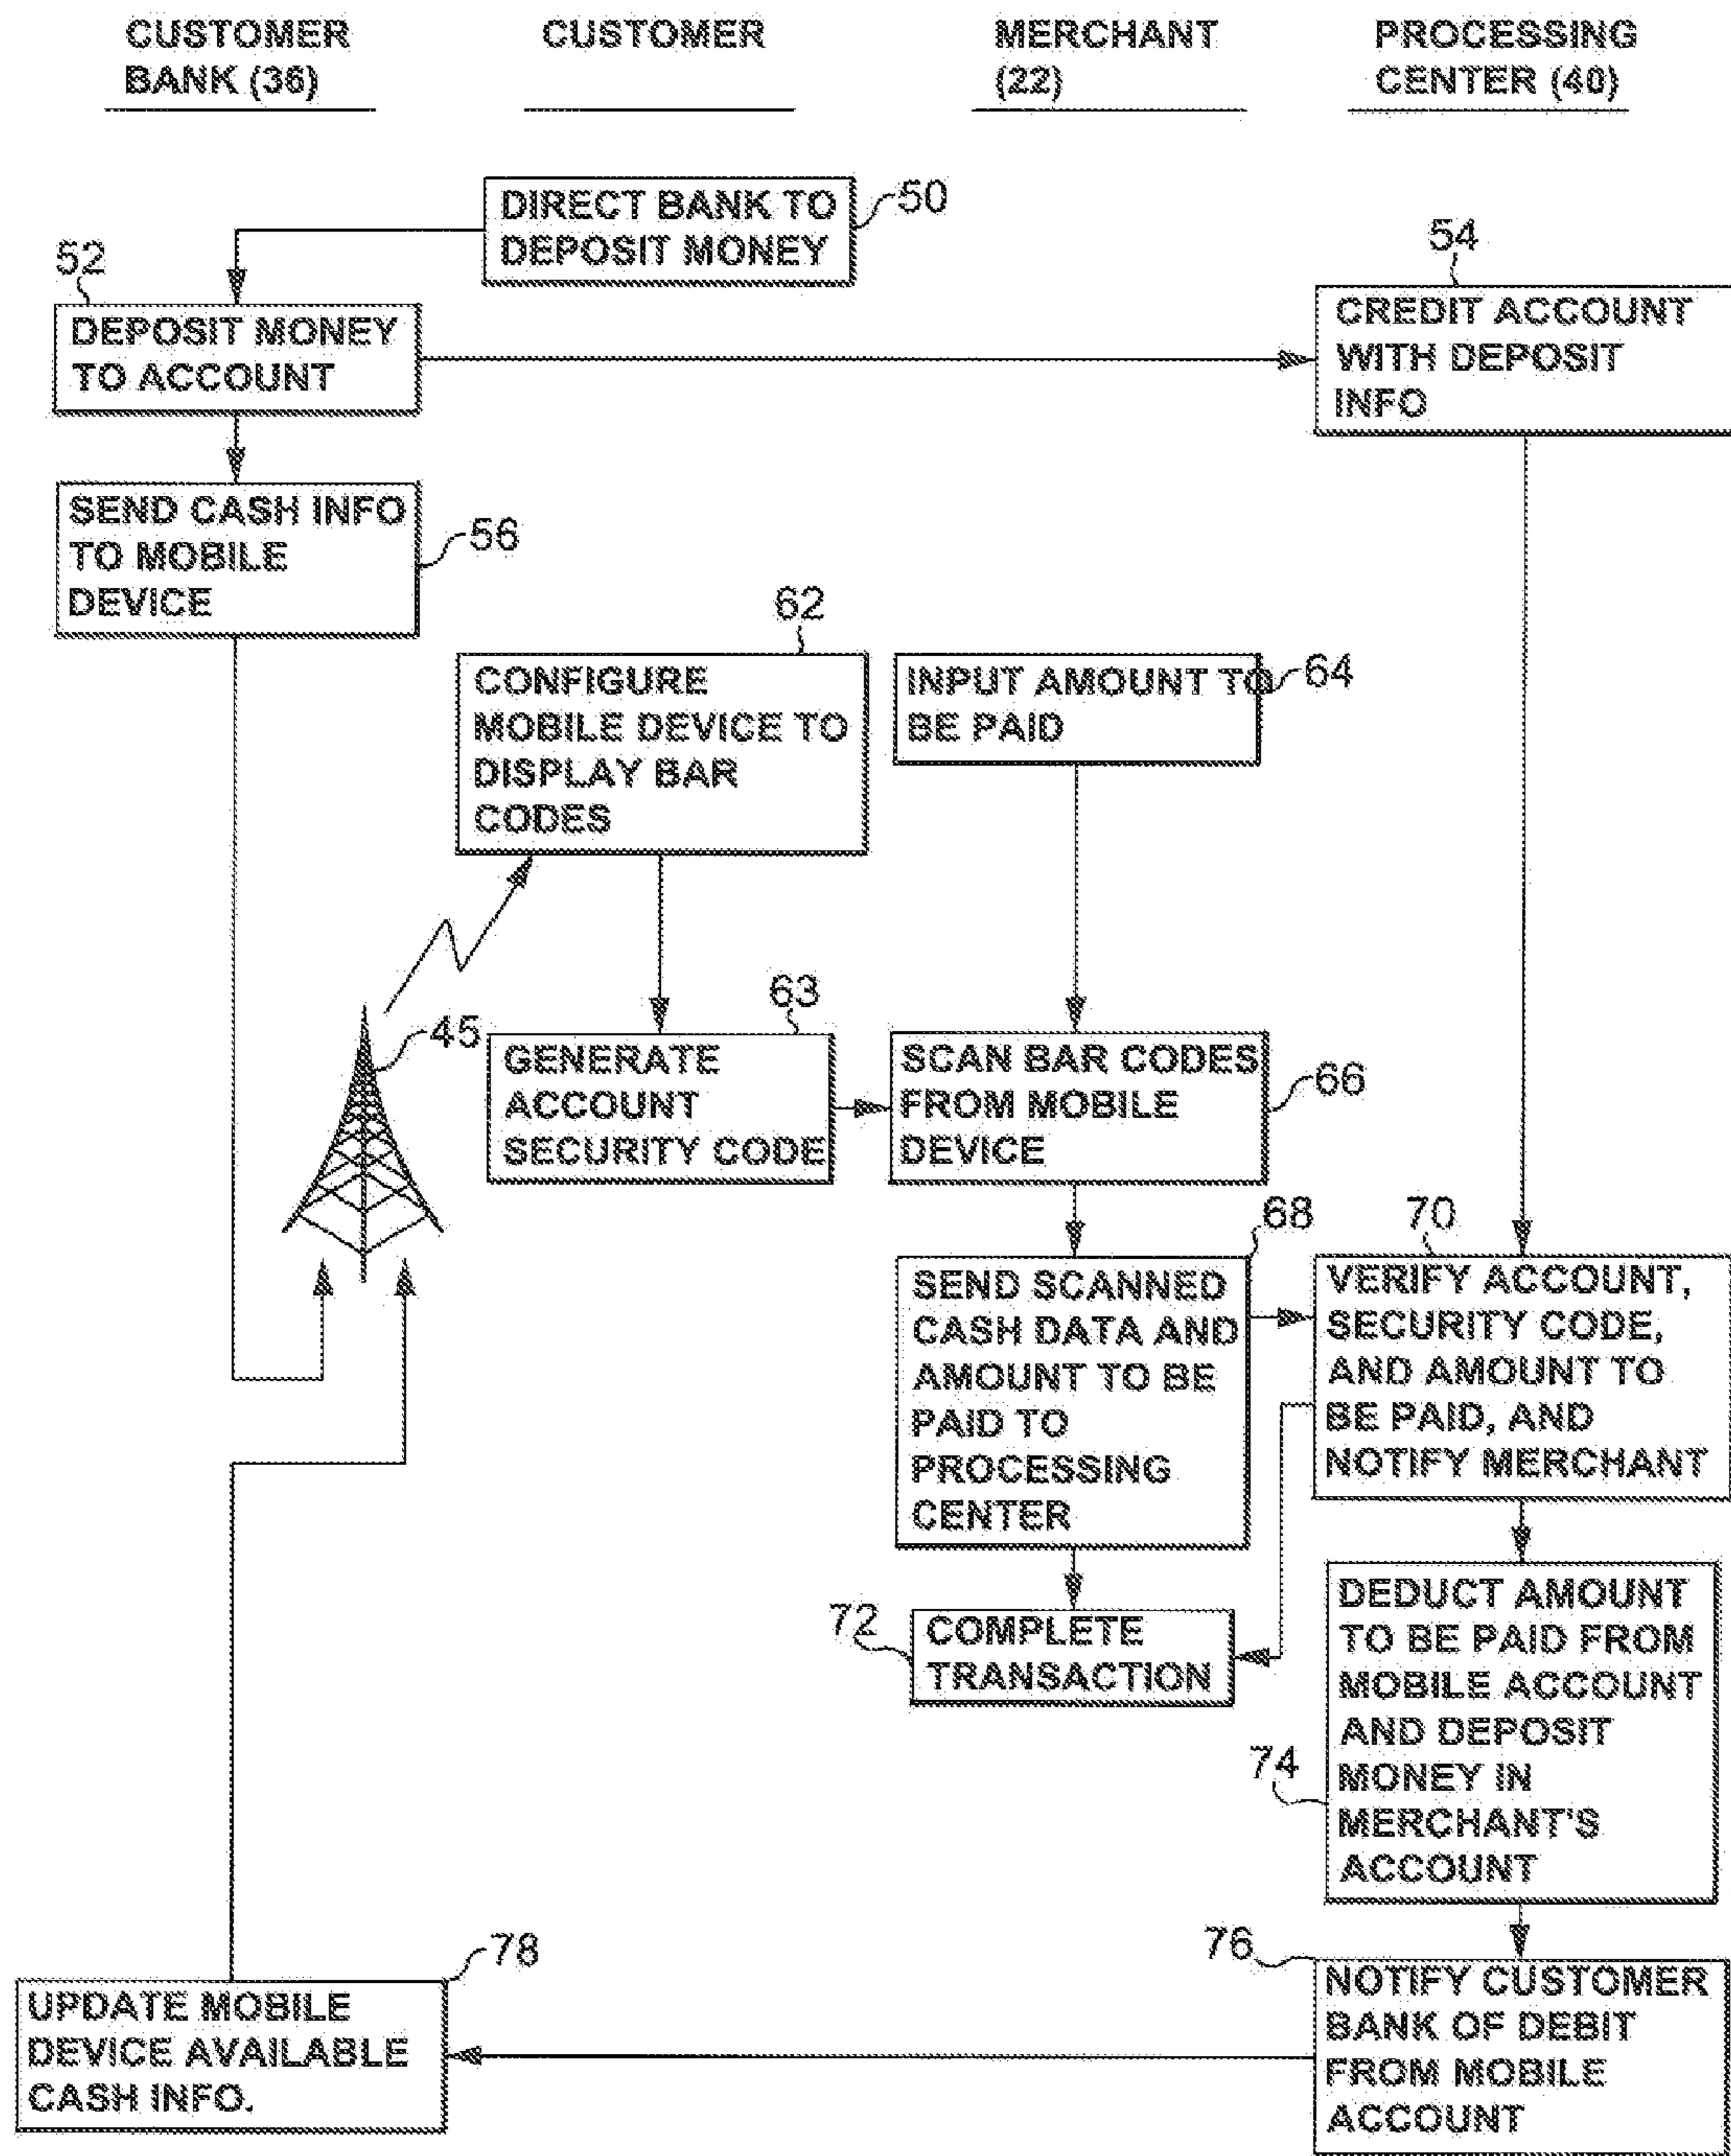 CUSTOMER
BANK (36)
CUSTOMER
MERCHANT
(22)
PROCESSING
CENTER (40)
DIRECT BANK TO
DEPOSIT MONEY
50
52
DEPOSIT MONEY
TO ACCOUNT
54
CREDIT ACCOUNT
WITH DEPOSIT
INFO
SEND CASH INFO
TO MOBILE
DEVICE
56
62
CONFIGURE
MOBILE DEVICE TO
DISPLAY BAR
CODES
INPUT AMOUNT TO
BE PAID
64
45
63
GENERATE
ACCOUNT
SECURITY CODE
SCAN BAR CODES
FROM MOBILE
DEVICE
66
68
SEND SCANNED
CASH DATA AND
AMOUNT TO BE
PAID TO
PROCESSING
CENTER
70
VERIFY ACCOUNT,
SECURITY CODE,
AND AMOUNT TO
BE PAID, AND
NOTIFY MERCHANT
72
COMPLETE
TRANSACTION
74
DEDUCT AMOUNT
TO BE PAID FROM
MOBILE ACCOUNT
AND DEPOSIT
MONEY IN
MERCHANT'S
ACCOUNT
76
NOTIFY CUSTOMER
BANK OF DEBIT
FROM MOBILE
ACCOUNT
78
UPDATE MOBILE
DEVICE AVAILABLE
CASH INFO.